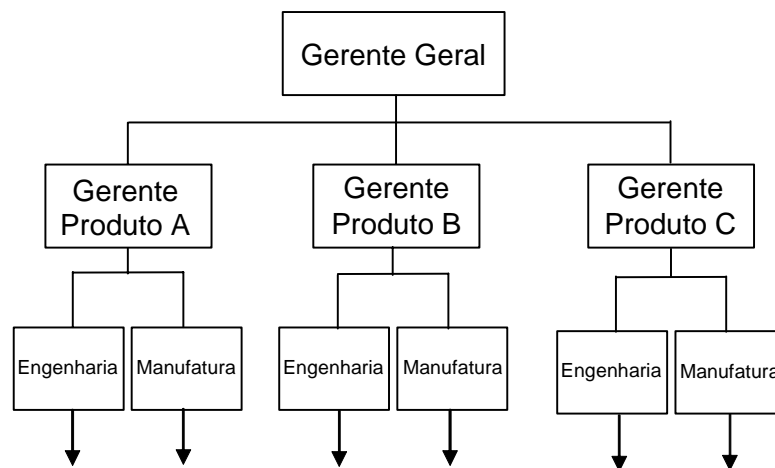 Gerente Geral
Gerente
Produto A
Gerente
Produto B
Gerente
Produto C
Engenharia
Manufatura
Engenharia
Manufatura
Engenharia
Manufatura